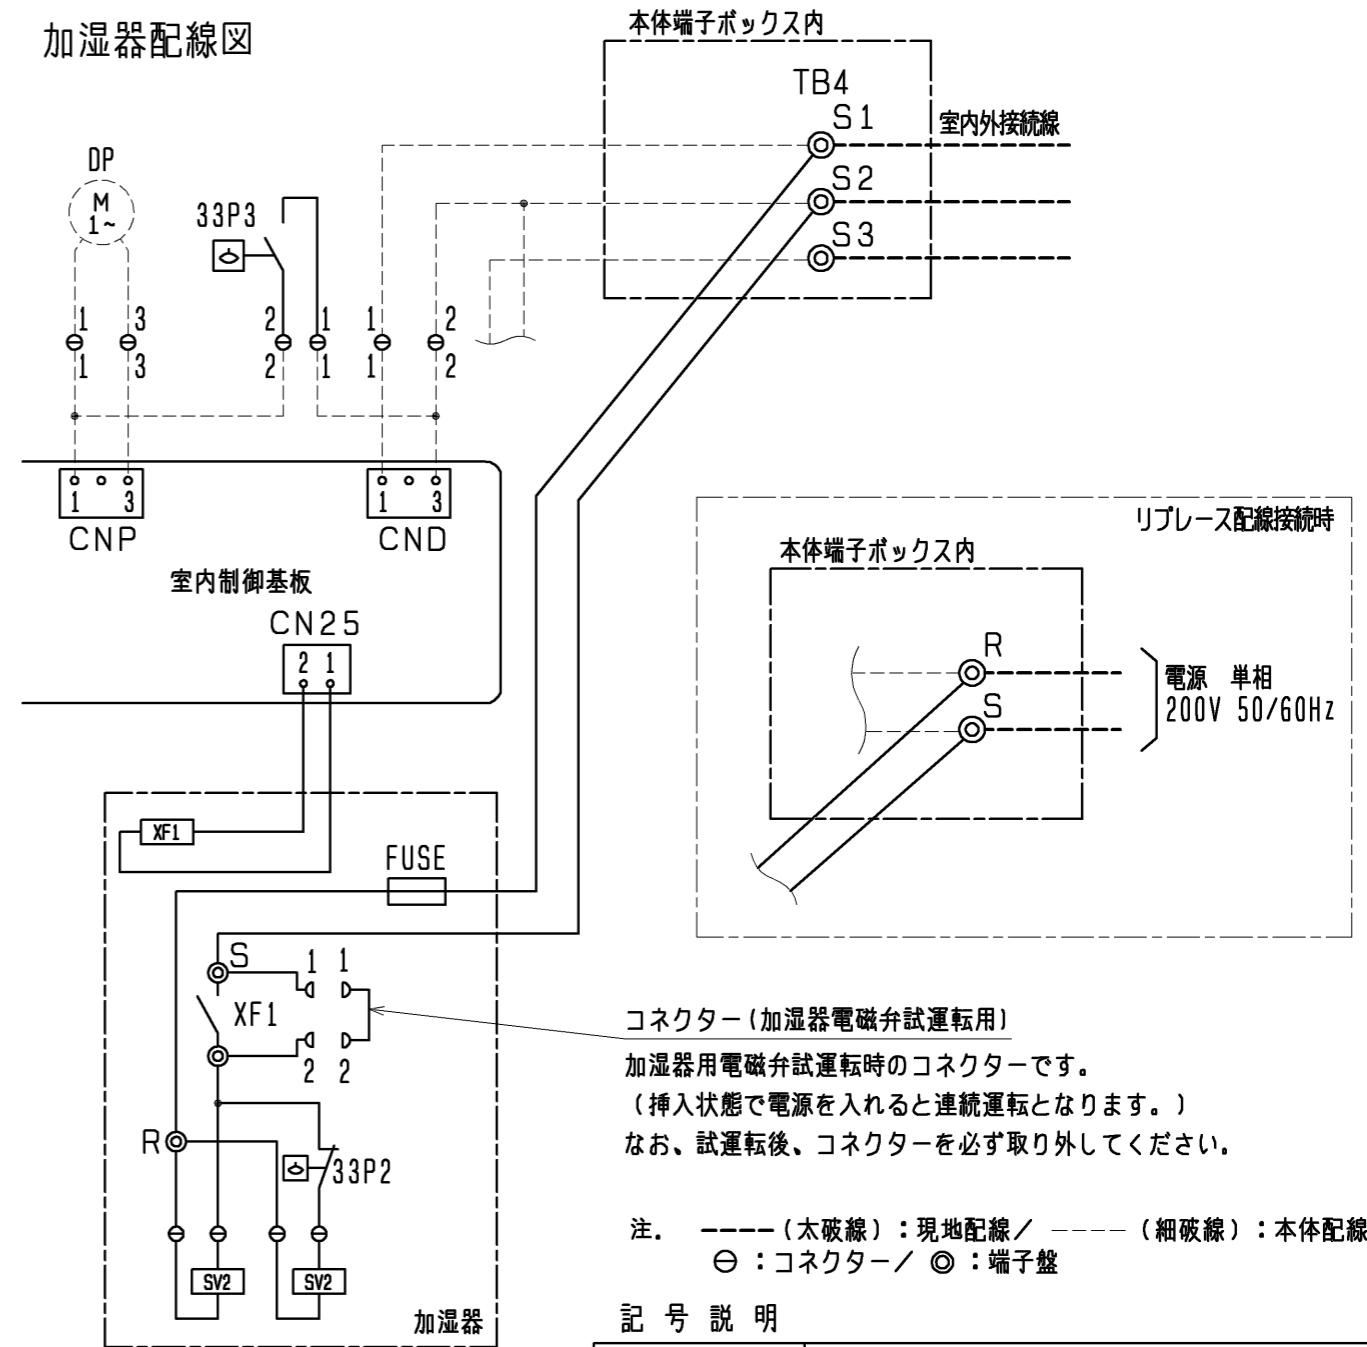 加湿器配線図
本体端子ボックス内
TB4
S1
室内外接続線
S2
S3
DP
M
1~
33P3
1 3 2 1 1 2
1 3 2 1 1 2
1 3
CNP
1 3
CND
室内制御基板
CN25
2 1
リプレース配線接続時
本体端子ボックス内
R
S
電源 単相
200V 50/60Hz
XF1
FUSE
S
1 1
XF1
2 2
R
33P2
SV2
SV2
加湿器
コネクター(加湿器電磁弁試運転用)
加湿器用電磁弁試運転時のコネクターです。
(挿入状態で電源を入れると連続運転となります。)
なお、試運転後、コネクターを必ず取り外してください。
注. ----(太破線):現地配線/ ----(細破線):本体配線
⊖:コネクター/ ◎:端子盤
記号説明